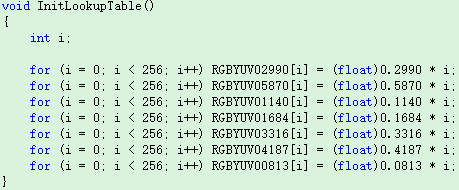 void InitLookupTable()
{
    int i;

    for (i = 0; i < 256; i++) RGBYUV02990[i] = (float)0.2990 * i;
    for (i = 0; i < 256; i++) RGBYUV05870[i] = (float)0.5870 * i;
    for (i = 0; i < 256; i++) RGBYUV01140[i] = (float)0.1140 * i;
    for (i = 0; i < 256; i++) RGBYUV01684[i] = (float)0.1684 * i;
    for (i = 0; i < 256; i++) RGBYUV03316[i] = (float)0.3316 * i;
    for (i = 0; i < 256; i++) RGBYUV04187[i] = (float)0.4187 * i;
    for (i = 0; i < 256; i++) RGBYUV00813[i] = (float)0.0813 * i;
}